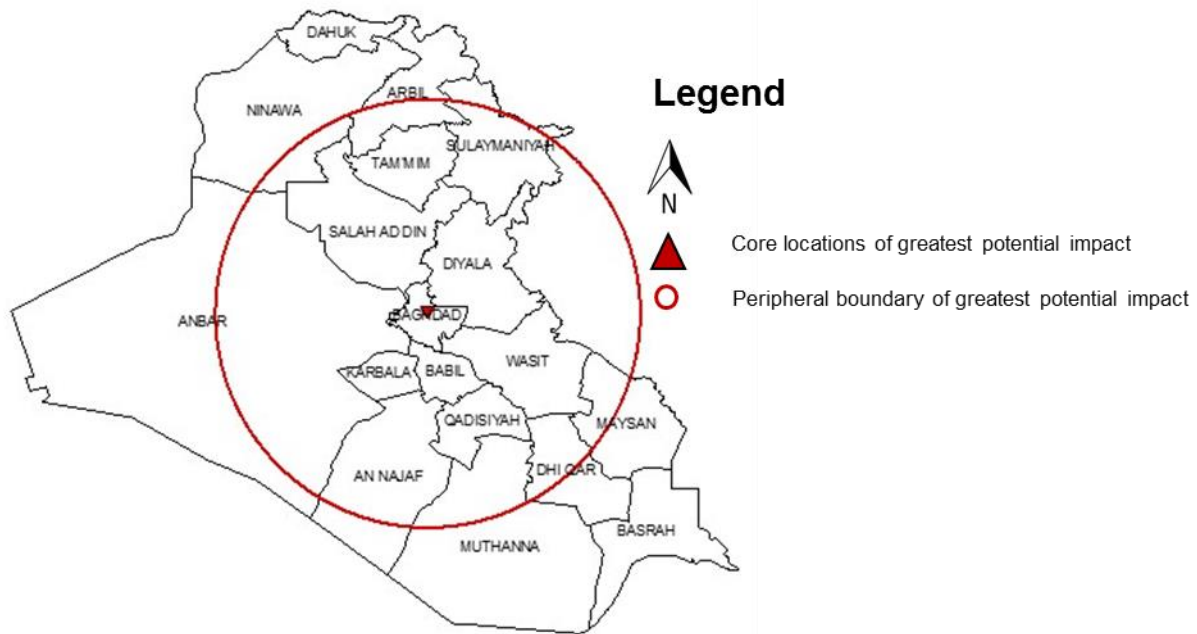 DAHUK
NINAWA
ARBIL
SULAYMANIYAH
TAM'MIM
SALAH AD DIN
DIYALA
ANBAR
BAGHDAD
WASIT
KARBALA
BABIL
QADISIYAH
MAYSAN
AN NAJAF
DHI QAR
BASRAH
MUTHANNA
Legend
N
Core locations of greatest potential impact
Peripheral boundary of greatest potential impact